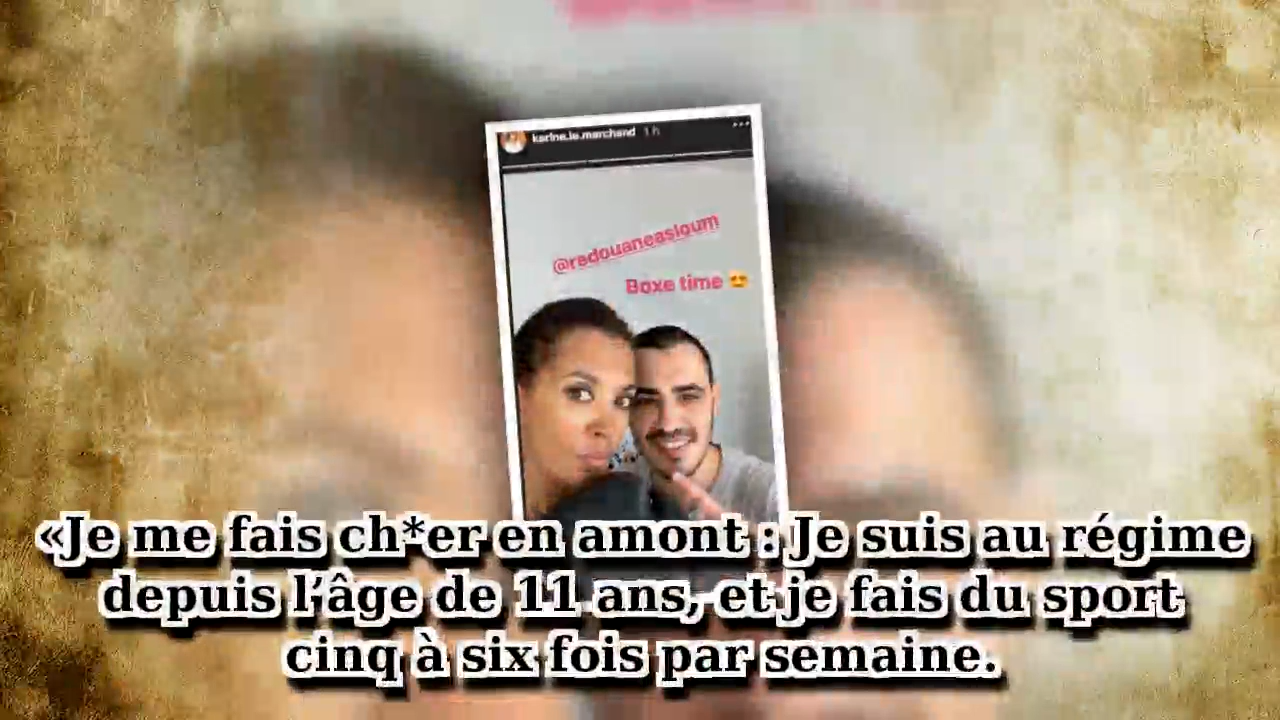 karine.le.marchand 1 h
@redouaneasloum
Boxe time
«Je me fais ch*er en amont : Je suis au régime
depuis l’âge de 11 ans, et je fais du sport
cinq à six fois par semaine.